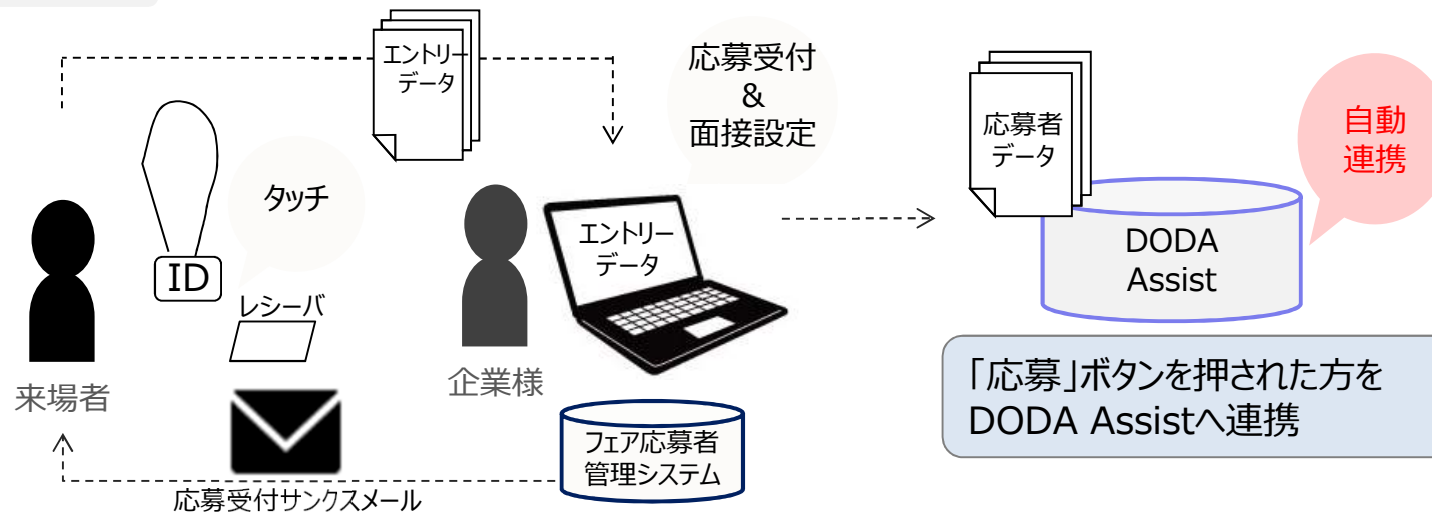 エントリー
データ
応募受付
&
面接設定
応募者
データ
自動
連携
タッチ
ID
レシーバ
エントリー
データ
DODA
Assist
来場者
企業様
「応募」ボタンを押された方を
DODA Assistへ連携
フェア応募者
管理システム
応募受付サンクスメール